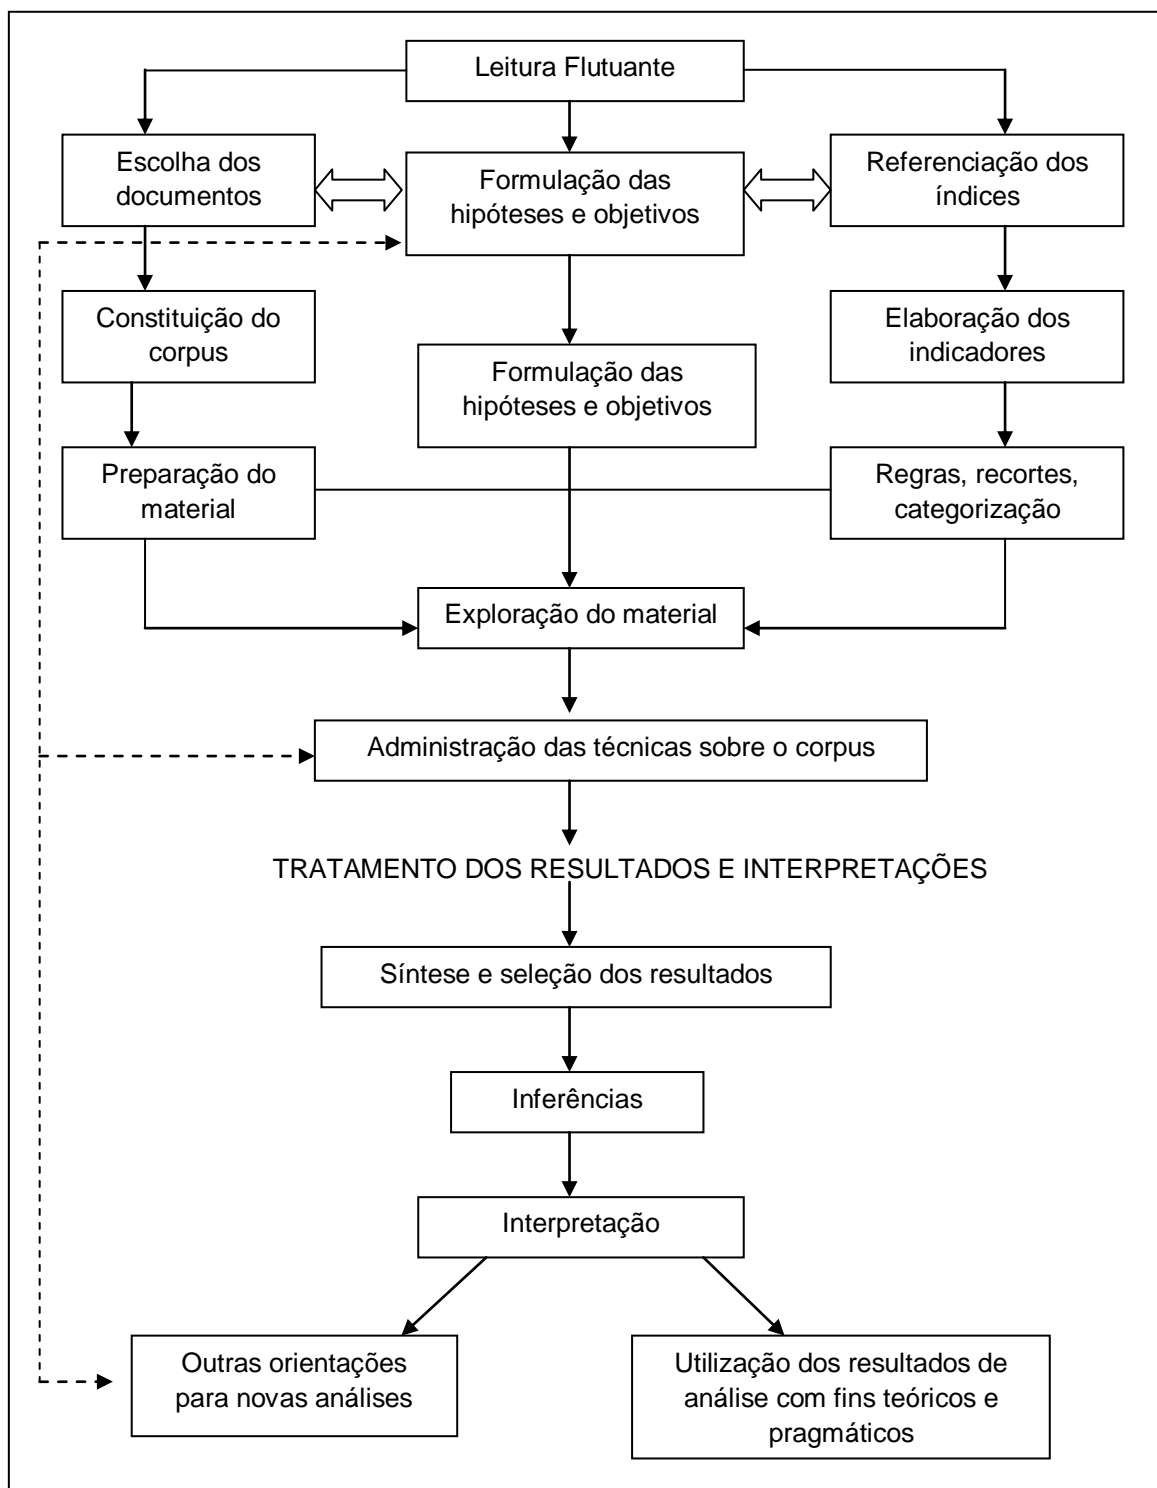 Leitura Flutuante
Escolha dos
documentos
Formulação das
hipóteses e objetivos
Referenciação dos
índices
Constituição do
corpus
Formulação das
hipóteses e objetivos
Elaboração dos
indicadores
Preparação do
material
Regras, recortes,
categorização
Exploração do material
Administração das técnicas sobre o corpus
TRATAMENTO DOS RESULTADOS E INTERPRETAÇÕES
Síntese e seleção dos resultados
Inferências
Interpretação
Outras orientações
para novas análises
Utilização dos resultados de
análise com fins teóricos e
pragmáticos